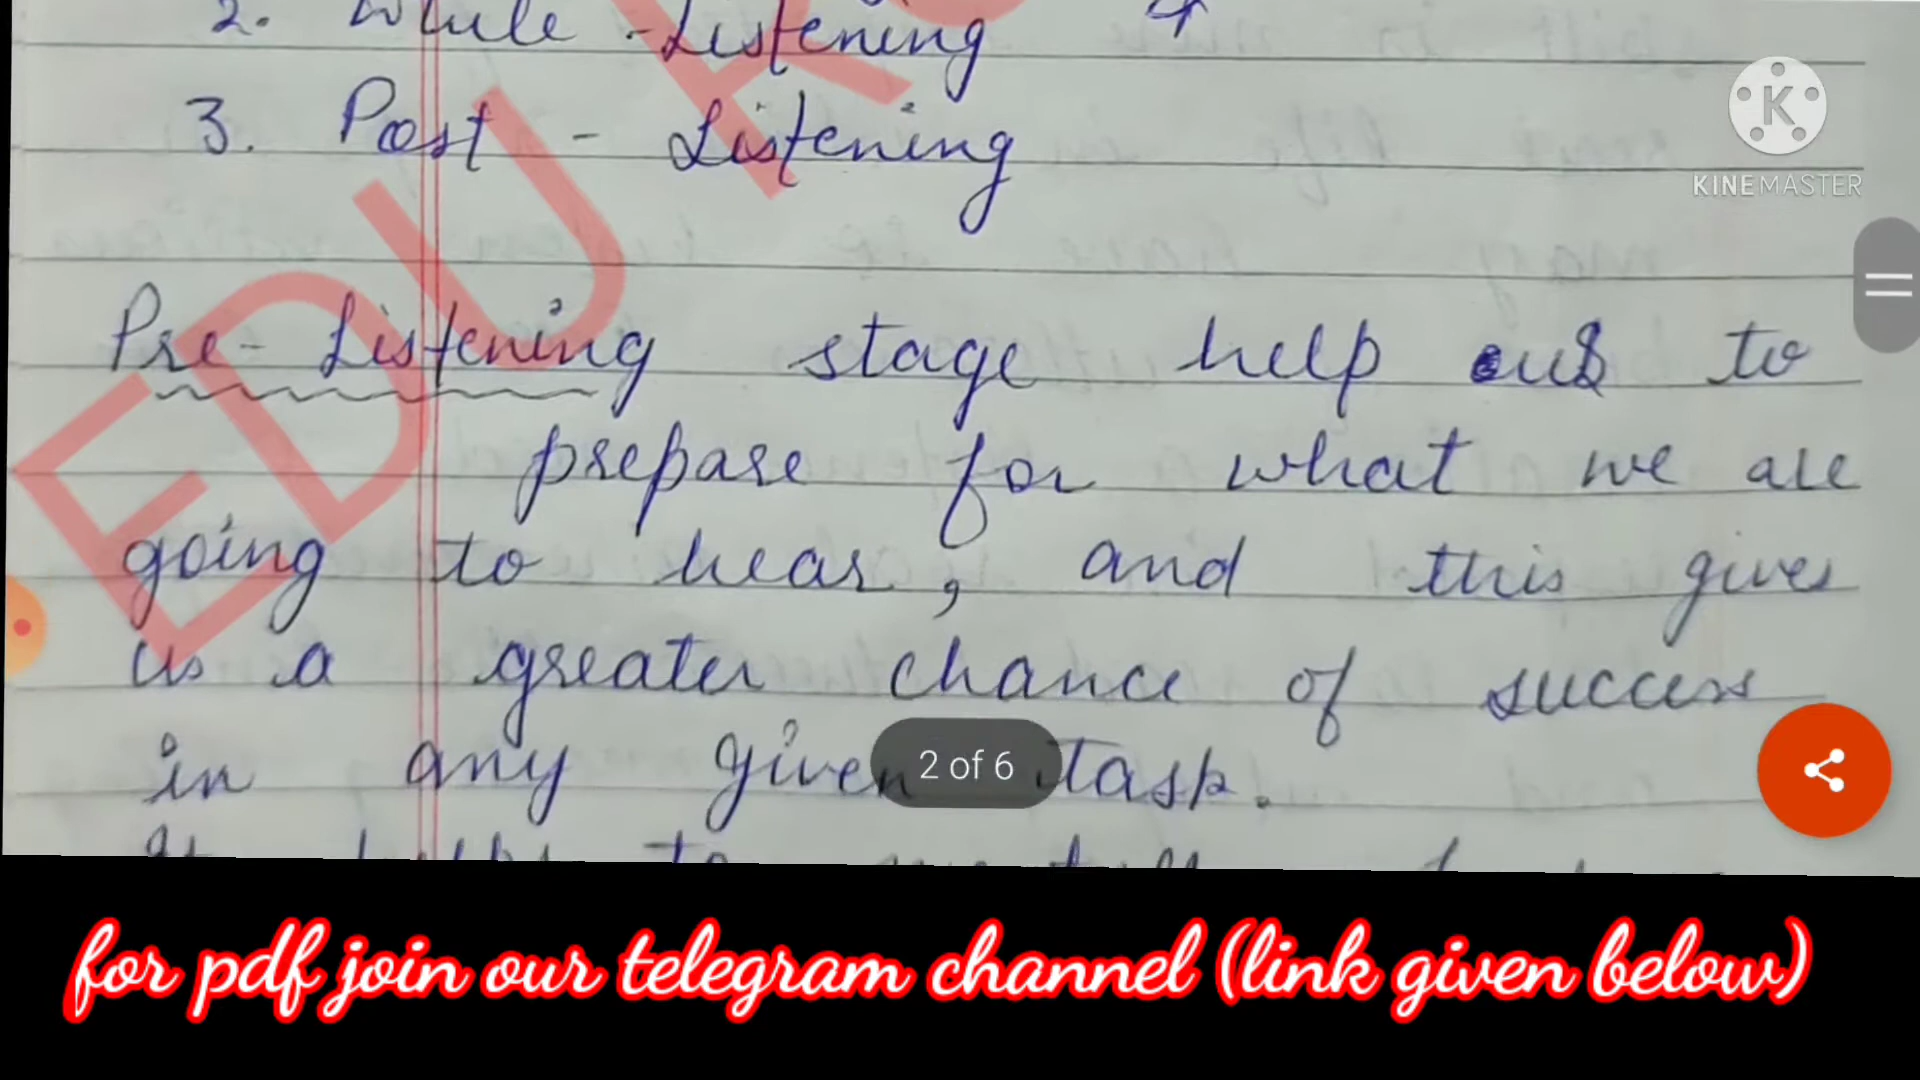 2. While - Listening
3. Post - Listening
KINEMASTER
Pre - Listening stage help us to
prepare for what we are
going to hear, and this gives
us a greater chance of success
in any given Task.
2 of 6
EDU
for pdf join our telegram channel (link given below)